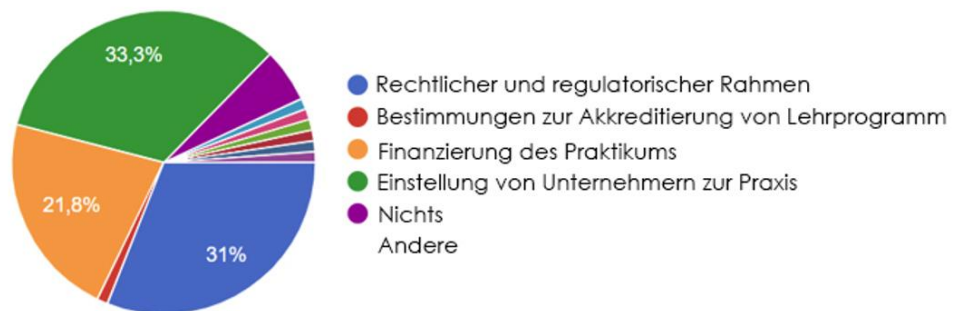 33,3%
21,8%
31%
Rechtlicher und regulatorischer Rahmen
Bestimmungen zur Akkreditierung von Lehrprogramm
Finanzierung des Praktikums
Einstellung von Unternehmern zur Praxis
Nichts
Andere